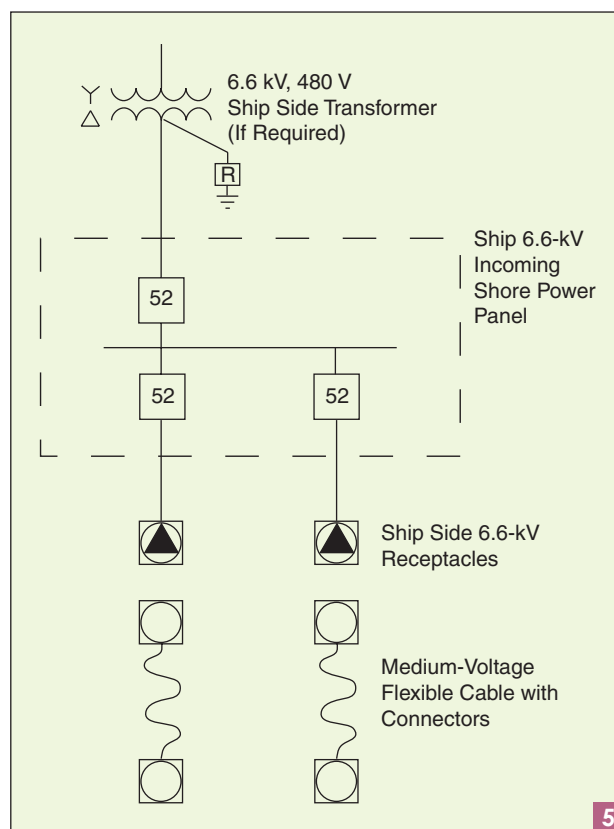 6.6 kV, 480 V
Ship Side Transformer
(If Required)
R
Ship 6.6-kV
Incoming
Shore Power
Panel
52
52
52
Ship Side 6.6-kV
Receptacles
Medium-Voltage
Flexible Cable with
Connectors
5